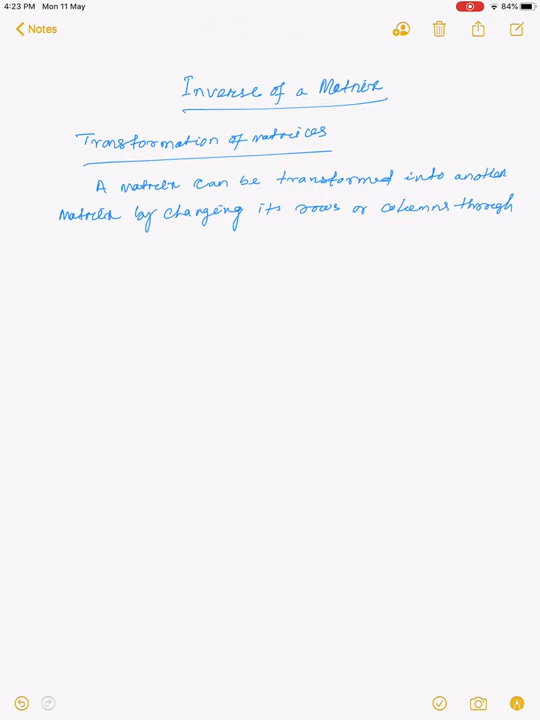 4:23 PM Mon 11 May 84%
Notes
Inverse of a Matrix
Transformation of matrices
A matrix can be transformed into another
matrix by changing its rows or columns through